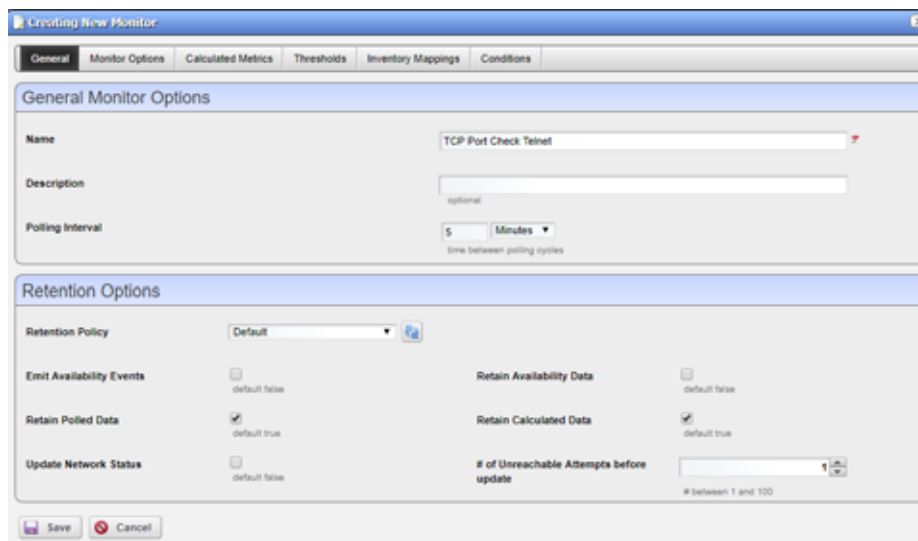 Creating New Monitor
General Monitor Options Calculated Metrics Thresholds Inventory Mappings Conditions
General Monitor Options
Name TCP Port Check Telnet
Description
optional
Polling Interval 5 Minutes
time between polling cycles
Retention Options
Retention Policy Default
Emit Availability Events Retain Availability Data
default false default false
Retain Polled Data Retain Calculated Data
default true default true
Update Network Status # of Unreachable Attempts before update 1
default false # between 1 and 100
Save Cancel